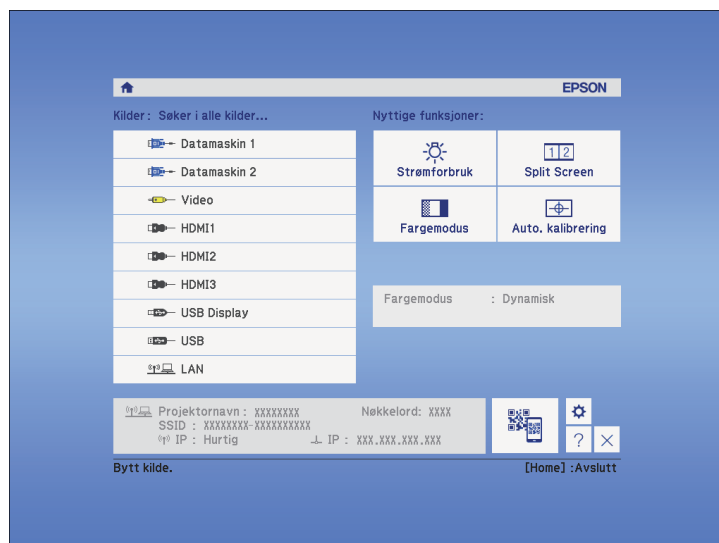 EPSON
Kilder : Søker i alle kilder...
Datamaskin 1
Datamaskin 2
Video
HDMI1
HDMI2
HDMI3
USB Display
USB
LAN
Nyttige funksjoner:
Strømforbruk
1 2
Split Screen
Fargemodus
Auto. kalibrering
Fargemodus : Dynamisk
Projektornavn : XXXXXXXX Nøkkelord: XXXX
SSID : XXXXXXXX-XXXXXXXXXX
IP : Hurtig IP : XXX.XXX.XXX.XXX
?
Bytt kilde. [Home] :Avslutt